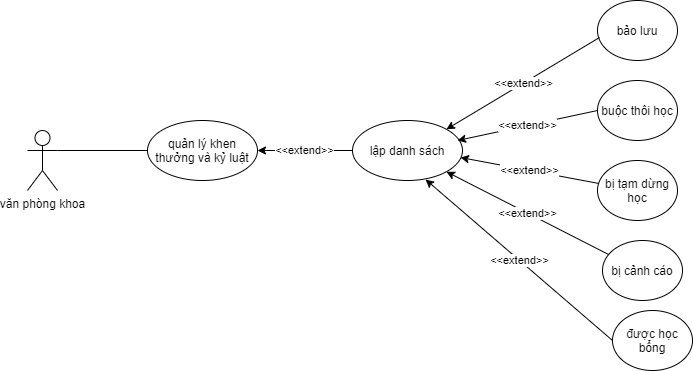 văn phòng khoa
quản lý khen
thưởng và kỷ luật
<<extend>>
lập danh sách
<<extend>>
bảo lưu
<<extend>>
buộc thôi học
<<extend>>
bị tạm dừng
học
<<extend>>
bị cảnh cáo
<<extend>>
được học
bổng